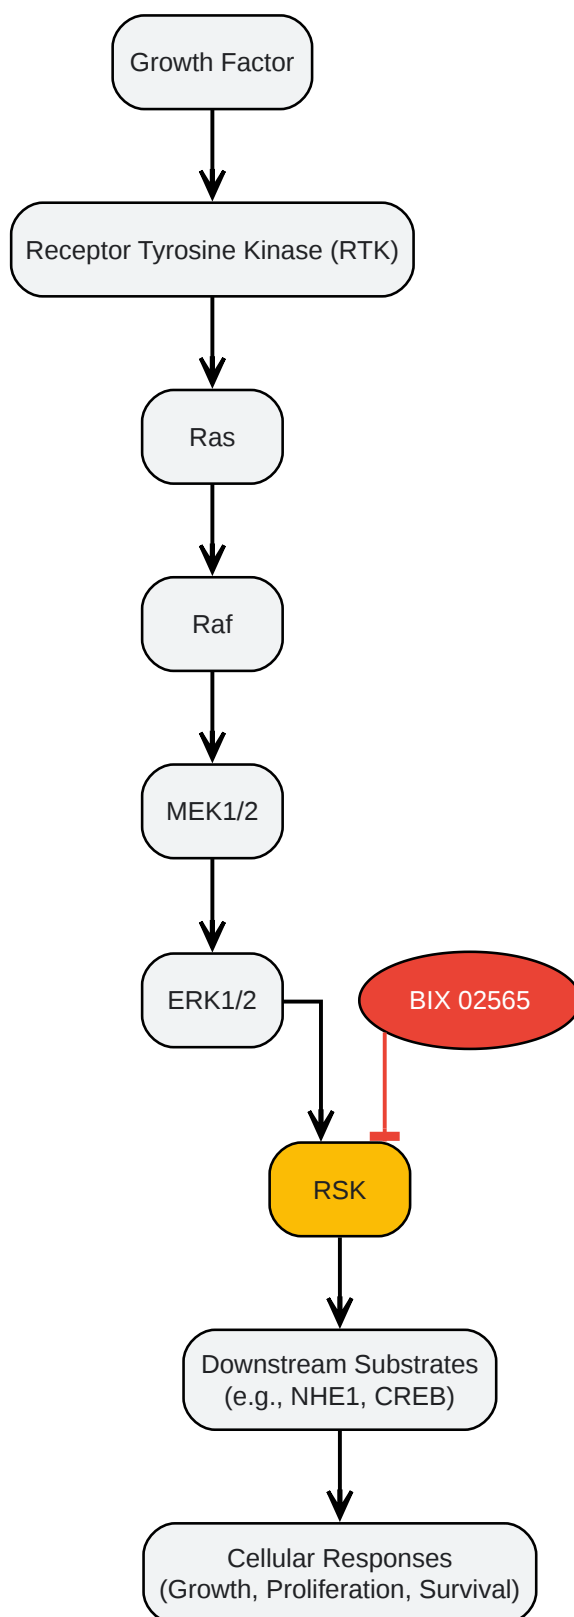 Growth Factor
Receptor Tyrosine Kinase (RTK)
Ras
Raf
MEK1/2
ERK1/2
BIX 02565
RSK
Downstream Substrates
(e.g., NHE1, CREB)
Cellular Responses
(Growth, Proliferation, Survival)